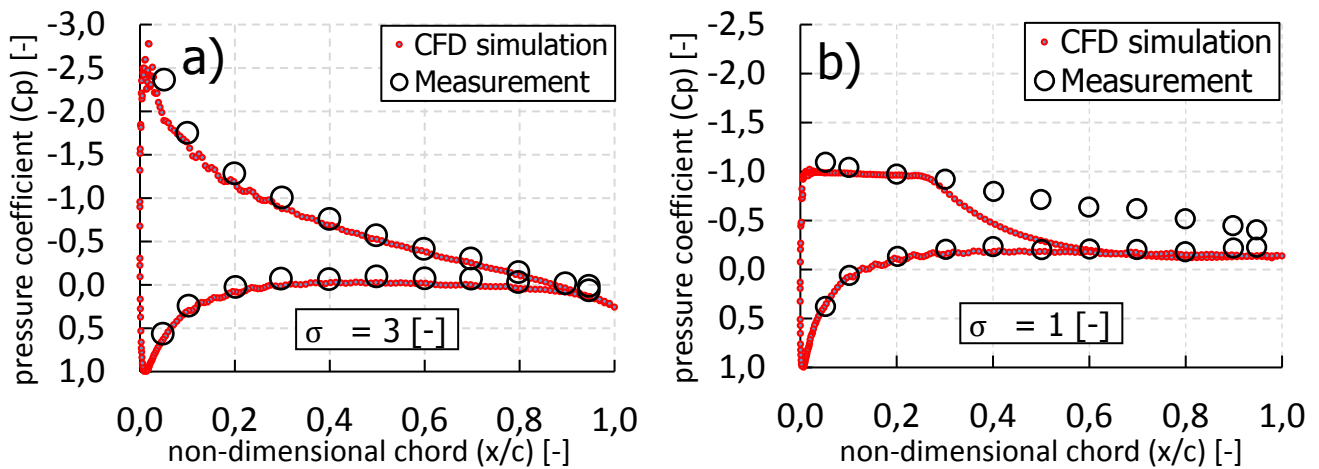 a)
CFD simulation
Measurement
pressure coefficient (Cp) [-]
-3,0
-2,5
-2,0
-1,5
-1,0
-0,5
0,0
0,5
1,0
σ = 3 [-]
0,0 0,2 0,4 0,6 0,8 1,0
non-dimensional chord (x/c) [-]
b)
CFD simulation
Measurement
pressure coefficient (Cp) [-]
-2,5
-2,0
-1,5
-1,0
-0,5
0,0
0,5
1,0
σ = 1 [-]
0,0 0,2 0,4 0,6 0,8 1,0
non-dimensional chord (x/c) [-]